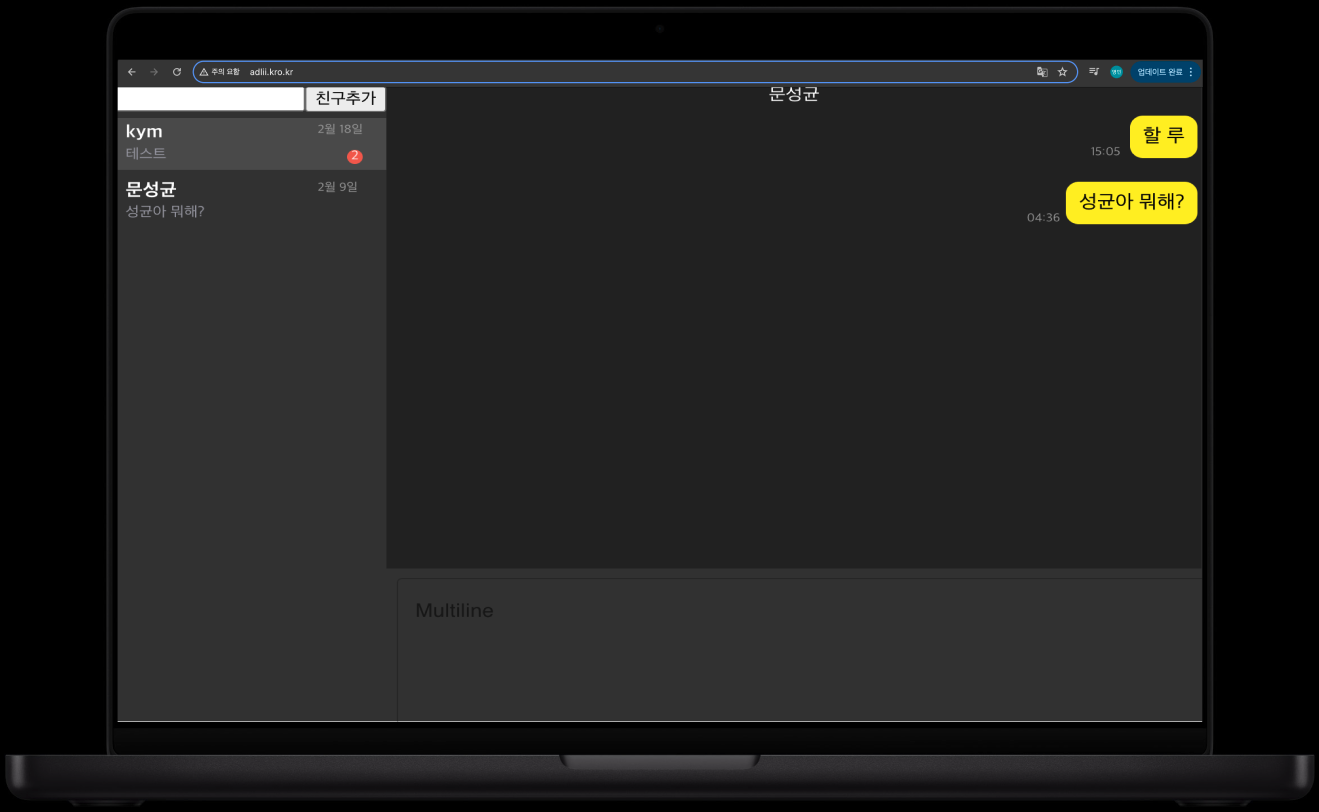 주의 요함 adlii.kro.kr
업데이트 완료
친구추가
kym 2월 18일
테스트 2
문성균 2월 9일
성균아 뭐해?
문성균
할 루
15:05
성균아 뭐해?
04:36
Multiline